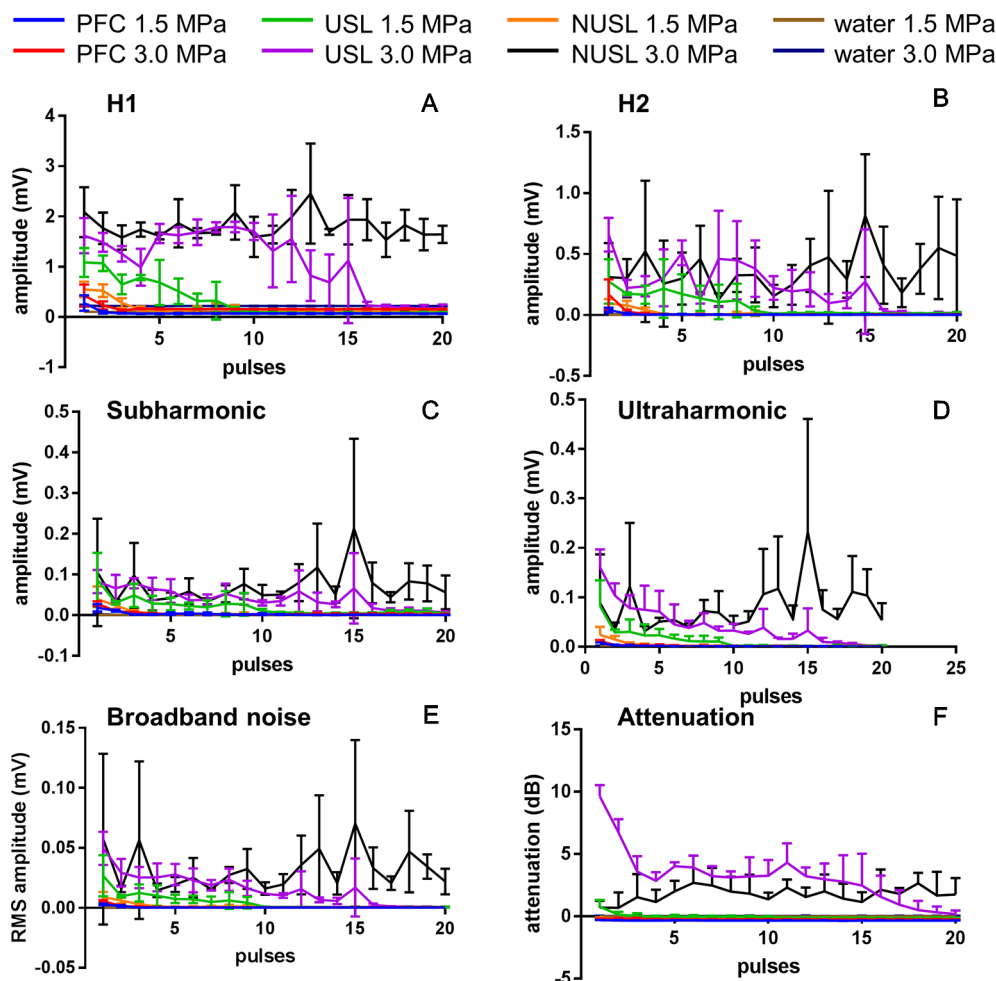 PFC 1.5 MPa USL 1.5 MPa NUSL 1.5 MPa water 1.5 MPa
PFC 3.0 MPa USL 3.0 MPa NUSL 3.0 MPa water 3.0 MPa
H1 A
amplitude (mV)
4
3
2
1
0
-1
5 10 15 20
pulses
H2 B
amplitude (mV)
1.5
1.0
0.5
0.0
-0.5
5 10 15 20
pulses
Subharmonic C
amplitude (mV)
0.5
0.4
0.3
0.2
0.1
0.0
-0.1
5 10 15 20
pulses
Ultraharmonic D
amplitude (mV)
0.5
0.4
0.3
0.2
0.1
0.0
0 5 10 15 20 25
pulses
Broadband noise E
RMS amplitude (mV)
0.15
0.10
0.05
0.00
-0.05
5 10 15 20
pulses
Attenuation F
attenuation (dB)
15
10
5
0
-5
5 10 15 20
pulses